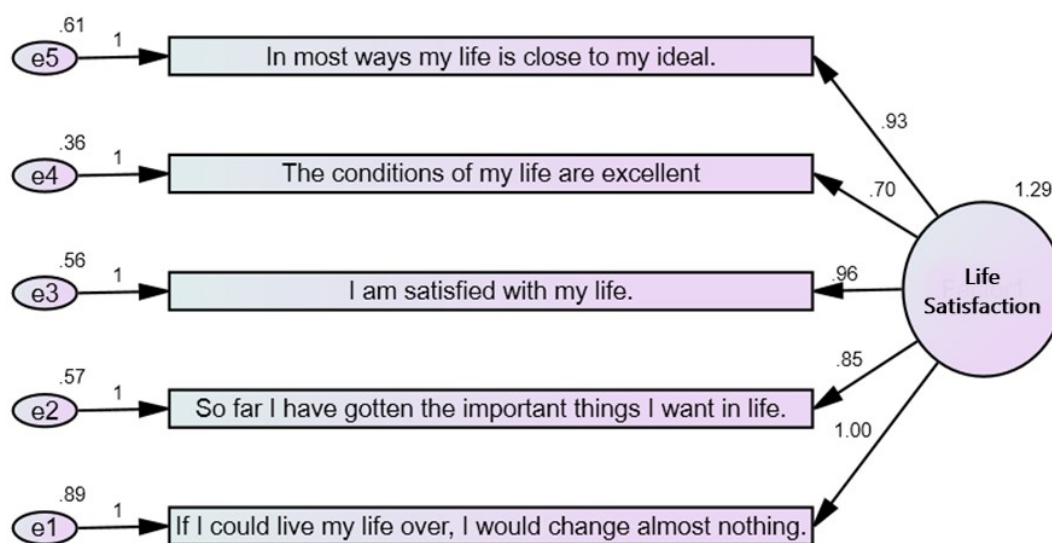 .61
e5 1 In most ways my life is close to my ideal.
.93
.36
e4 1 The conditions of my life are excellent
.70
1.29
.56
e3 1 I am satisfied with my life.
.96
Life
Satisfaction
.57
e2 1 So far I have gotten the important things I want in life.
.85
1.00
.89
e1 1 If I could live my life over, I would change almost nothing.